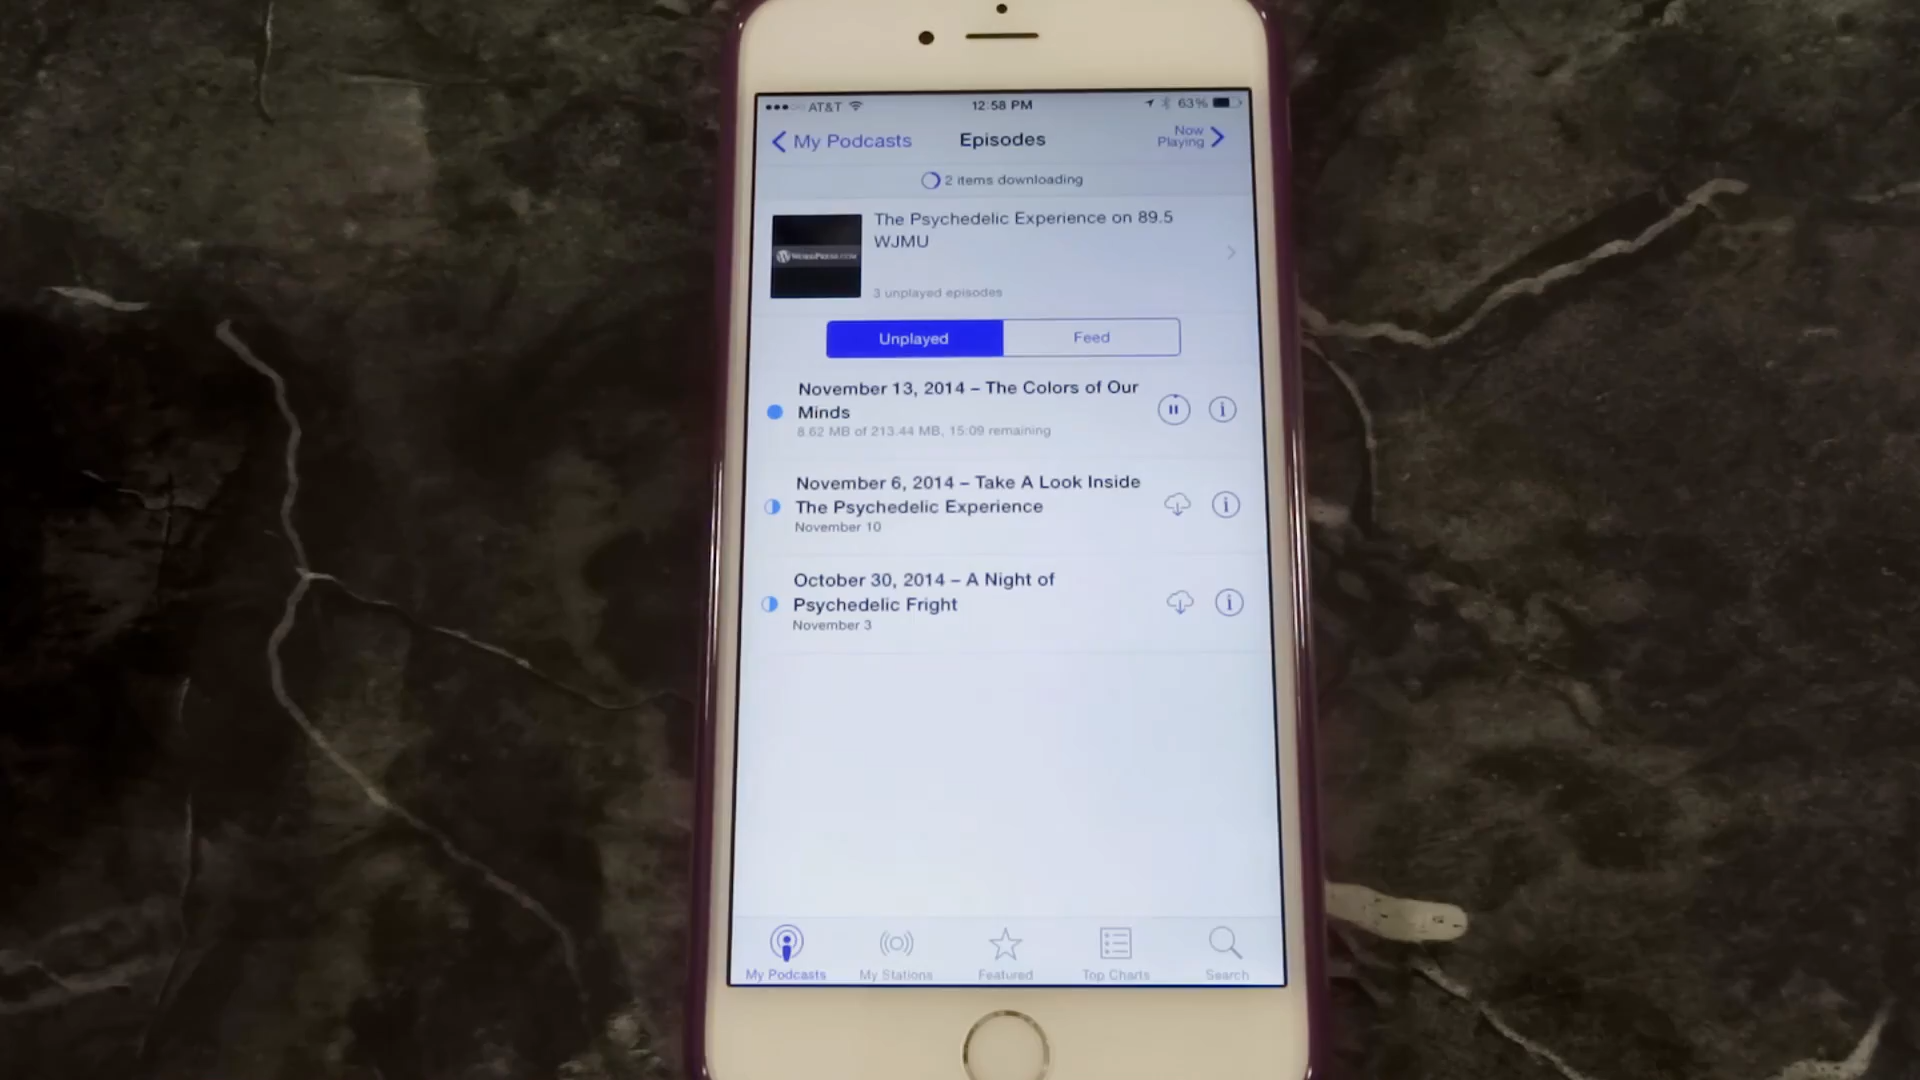 AT&T 12:58 PM 63%
My Podcasts Episodes Now Playing
2 items downloading
The Psychedelic Experience on 89.5
WJMU
WORDPRESS.COM
3 unplayed episodes
Unplayed Feed
November 13, 2014 – The Colors of Our
Minds
8.62 MB of 213.44 MB, 15:09 remaining
November 6, 2014 – Take A Look Inside
The Psychedelic Experience
November 10
October 30, 2014 – A Night of
Psychedelic Fright
November 3
My Podcasts My Stations Featured Top Charts Search